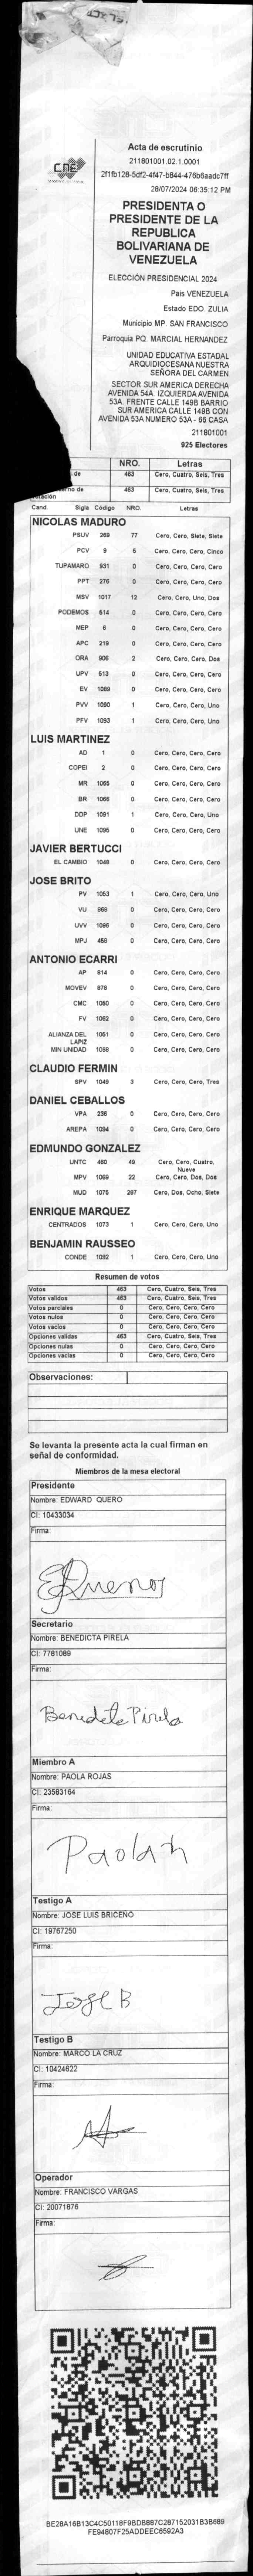 CNE
Acta de escrutinio
211801001.02.1.0001
2f1fb128-5df2-4f47-b844-476b6aadc7ff
28/07/2024 06:35:12 PM
PRESIDENTA O
PRESIDENTE DE LA
REPUBLICA
BOLIVARIANA DE
VENEZUELA
ELECCIÓN PRESIDENCIAL 2024
Pais VENEZUELA
Estado EDO. ZULIA
Municipio MP. SAN FRANCISCO
Parroquia PQ. MARCIAL HERNANDEZ
UNIDAD EDUCATIVA ESTADAL
ARQUIDIOCESANA NUESTRA
SEÑORA DEL CARMEN
SECTOR SUR AMERICA DERECHA
AVENIDA 54A. IZQUIERDA AVENIDA
53A. FRENTE CALLE 149B BARRIO
SUR AMERICA CALLE 149B CON
AVENIDA 53A NUMERO 53A - 66 CASA
211801001
925 Electores
NRO. Letras
de 463 Cero, Cuatro, Seis, Tres
de 463 Cero, Cuatro, Seis, Tres
Cand. Sigla Código NRO. Letras
NICOLAS MADURO
PSUV 269 77 Cero, Cero, Siete, Siete
PCV 9 5 Cero, Cero, Cero, Cinco
TUPAMARO 931 0 Cero, Cero, Cero, Cero
PPT 276 0 Cero, Cero, Cero, Cero
MSV 1017 12 Cero, Cero, Uno, Dos
PODEMOS 514 0 Cero, Cero, Cero, Cero
MEP 6 0 Cero, Cero, Cero, Cero
APC 219 0 Cero, Cero, Cero, Cero
ORA 906 2 Cero, Cero, Cero, Dos
UPV 513 0 Cero, Cero, Cero, Cero
EV 1089 0 Cero, Cero, Cero, Cero
PVV 1090 1 Cero, Cero, Cero, Uno
PFV 1093 1 Cero, Cero, Cero, Uno
LUIS MARTINEZ
AD 1 0 Cero, Cero, Cero, Cero
COPEI 2 0 Cero, Cero, Cero, Cero
MR 1065 0 Cero, Cero, Cero, Cero
BR 1066 0 Cero, Cero, Cero, Cero
DDP 1091 1 Cero, Cero, Cero, Uno
UNE 1095 0 Cero, Cero, Cero, Cero
JAVIER BERTUCCI
EL CAMBIO 1048 0 Cero, Cero, Cero, Cero
JOSE BRITO
PV 1053 1 Cero, Cero, Cero, Uno
VU 868 0 Cero, Cero, Cero, Cero
UVV 1096 0 Cero, Cero, Cero, Cero
MPJ 458 0 Cero, Cero, Cero, Cero
ANTONIO ECARRI
AP 814 0 Cero, Cero, Cero, Cero
MOVEV 878 0 Cero, Cero, Cero, Cero
CMC 1050 0 Cero, Cero, Cero, Cero
FV 1062 0 Cero, Cero, Cero, Cero
ALIANZA DEL 1051 0 Cero, Cero, Cero, Cero
LAPIZ
MIN UNIDAD 1068 0 Cero, Cero, Cero, Cero
CLAUDIO FERMIN
SPV 1049 3 Cero, Cero, Cero, Tres
DANIEL CEBALLOS
VPA 236 0 Cero, Cero, Cero, Cero
AREPA 1094 0 Cero, Cero, Cero, Cero
EDMUNDO GONZALEZ
UNTC 460 49 Cero, Cero, Cuatro,
Nueve
MPV 1069 22 Cero, Cero, Dos, Dos
MUD 1075 287 Cero, Dos, Ocho, Siete
ENRIQUE MARQUEZ
CENTRADOS 1073 1 Cero, Cero, Cero, Uno
BENJAMIN RAUSSEO
CONDE 1092 1 Cero, Cero, Cero, Uno
Resumen de votos
Votos 463 Cero, Cuatro, Seis, Tres
Votos validos 463 Cero, Cuatro, Seis, Tres
Votos parciales 0 Cero, Cero, Cero, Cero
Votos nulos 0 Cero, Cero, Cero, Cero
Votos vacios 0 Cero, Cero, Cero, Cero
Opciones validas 463 Cero, Cuatro, Seis, Tres
Opciones nulas 0 Cero, Cero, Cero, Cero
Opciones vacias 0 Cero, Cero, Cero, Cero
Observaciones:
Se levanta la presente acta la cual firman en
señal de conformidad.
Miembros de la mesa electoral
Presidente
Nombre: EDWARD QUERO
CI: 10433034
Firma:
Secretario
Nombre: BENEDICTA PIRELA
CI: 7781089
Firma:
Benedicta Pirela
Miembro A
Nombre: PAOLA ROJAS
CI: 23583164
Firma:
Testigo A
Nombre: JOSE LUIS BRICENO
CI: 19767250
Firma:
Jose B
Testigo B
Nombre: MARCO LA CRUZ
CI: 10424622
Firma:
Operador
Nombre: FRANCISCO VARGAS
CI: 20071876
Firma:
BE28A16B13C4C50118F9BDB887C287152031B3B689
FE94807F25ADDEEC6592A3